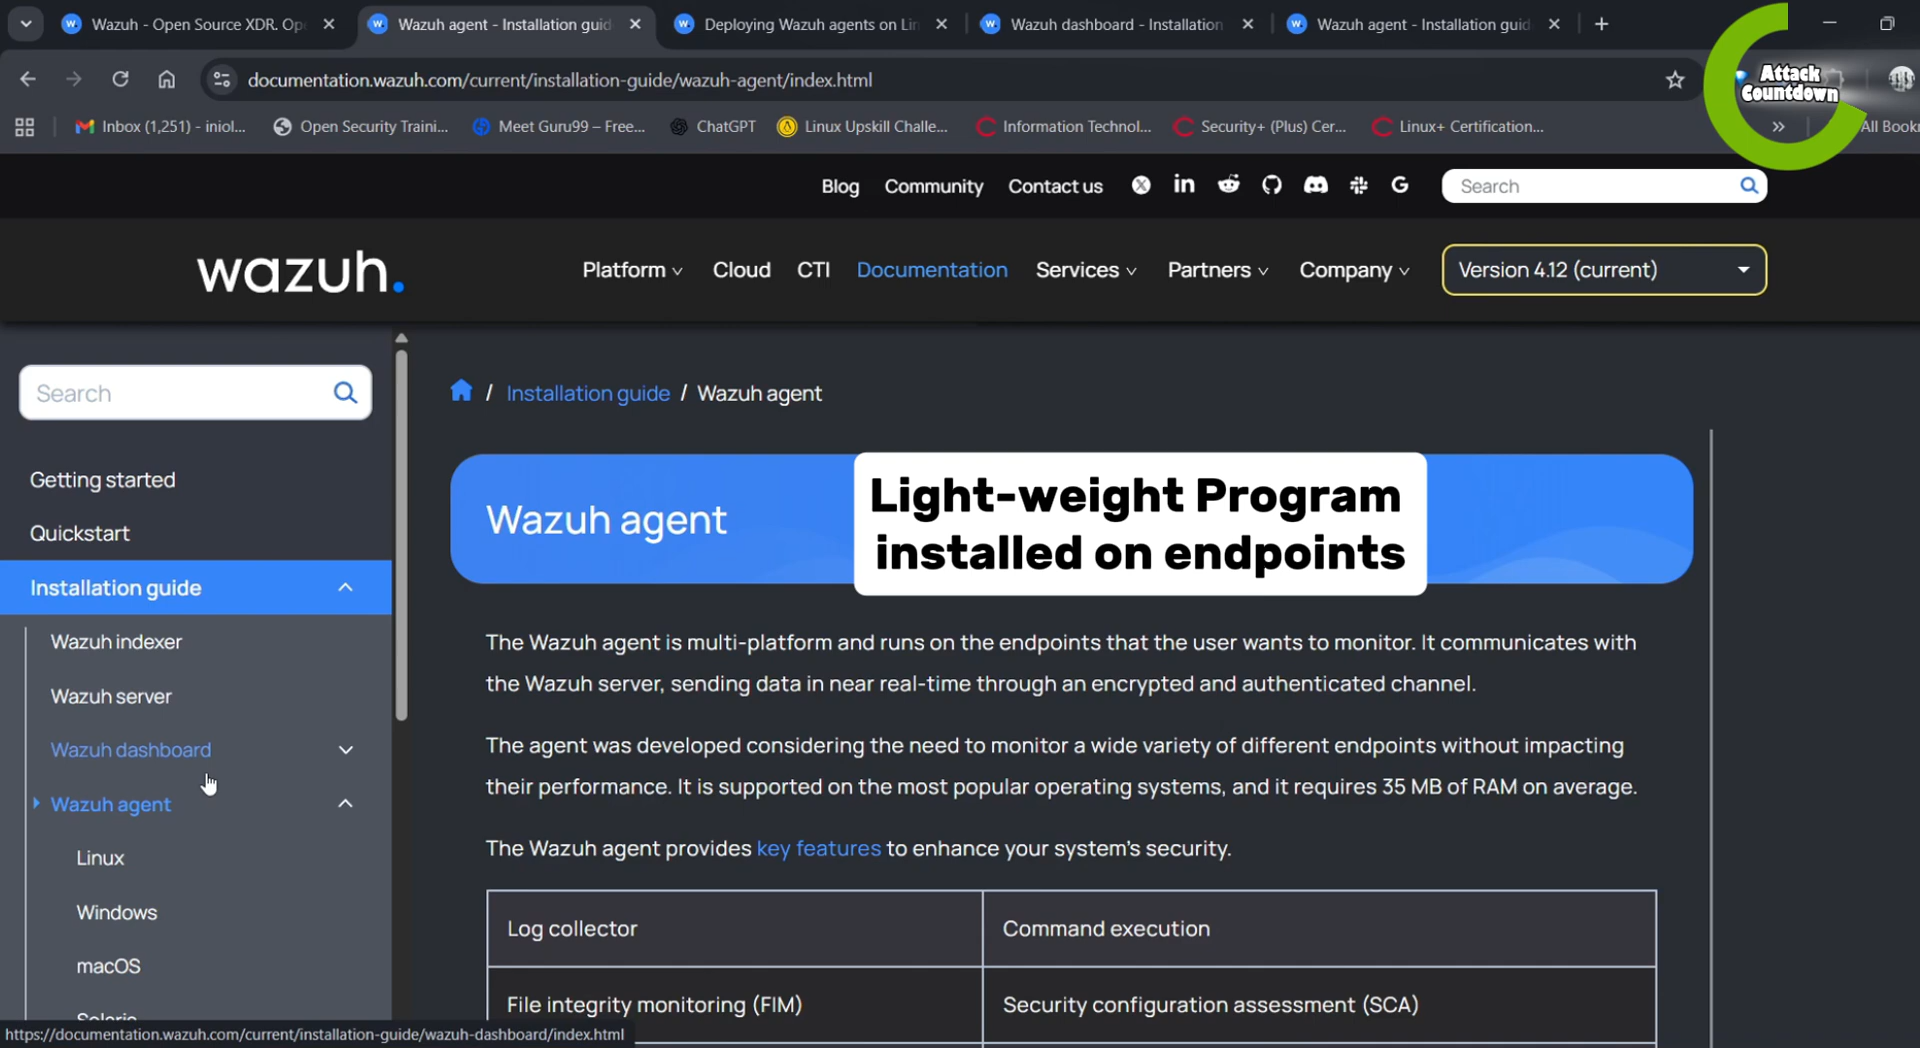 Wazuh - Open Source XDR. Op
Wazuh agent - Installation guid
Deploying Wazuh agents on Lin
Wazuh dashboard - Installation
Wazuh agent - Installation guid
documentation.wazuh.com/current/installation-guide/wazuh-agent/index.html
Attack
Countdown
Inbox (1,251) - iniol...
Open Security Traini...
Meet Guru99 – Free...
ChatGPT
Linux Upskill Challe...
Information Technol...
Security+ (Plus) Cer...
Linux+ Certification...
All Bookr
Blog
Community
Contact us
Search
wazuh.
Platform
Cloud
CTI
Documentation
Services
Partners
Company
Version 4.12 (current)
Search
Getting started
Quickstart
Installation guide
Wazuh indexer
Wazuh server
Wazuh dashboard
Wazuh agent
Linux
Windows
macOS
Solaris
/ Installation guide / Wazuh agent
Wazuh agent
Light-weight Program
installed on endpoints
The Wazuh agent is multi-platform and runs on the endpoints that the user wants to monitor. It communicates with
the Wazuh server, sending data in near real-time through an encrypted and authenticated channel.
The agent was developed considering the need to monitor a wide variety of different endpoints without impacting
their performance. It is supported on the most popular operating systems, and it requires 35 MB of RAM on average.
The Wazuh agent provides key features to enhance your system's security.
Log collector
Command execution
File integrity monitoring (FIM)
Security configuration assessment (SCA)
https://documentation.wazuh.com/current/installation-guide/wazuh-dashboard/index.html